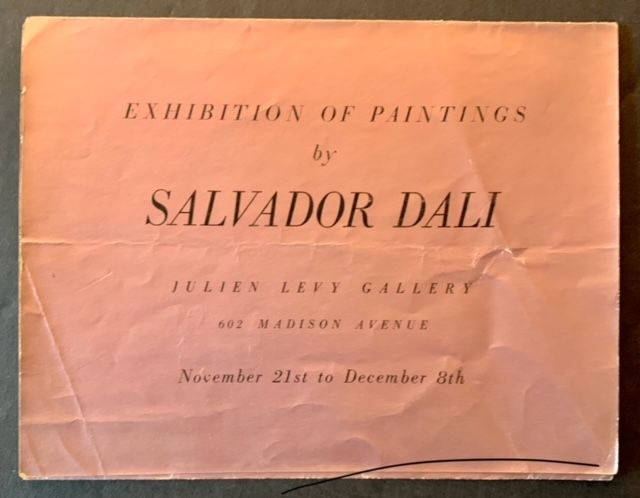 EXHIBITION OF PAINTINGS
by
SALVADOR DALI
JULIEN LEVY GALLERY
602 MADISON AVENUE
November 21st to December 8th